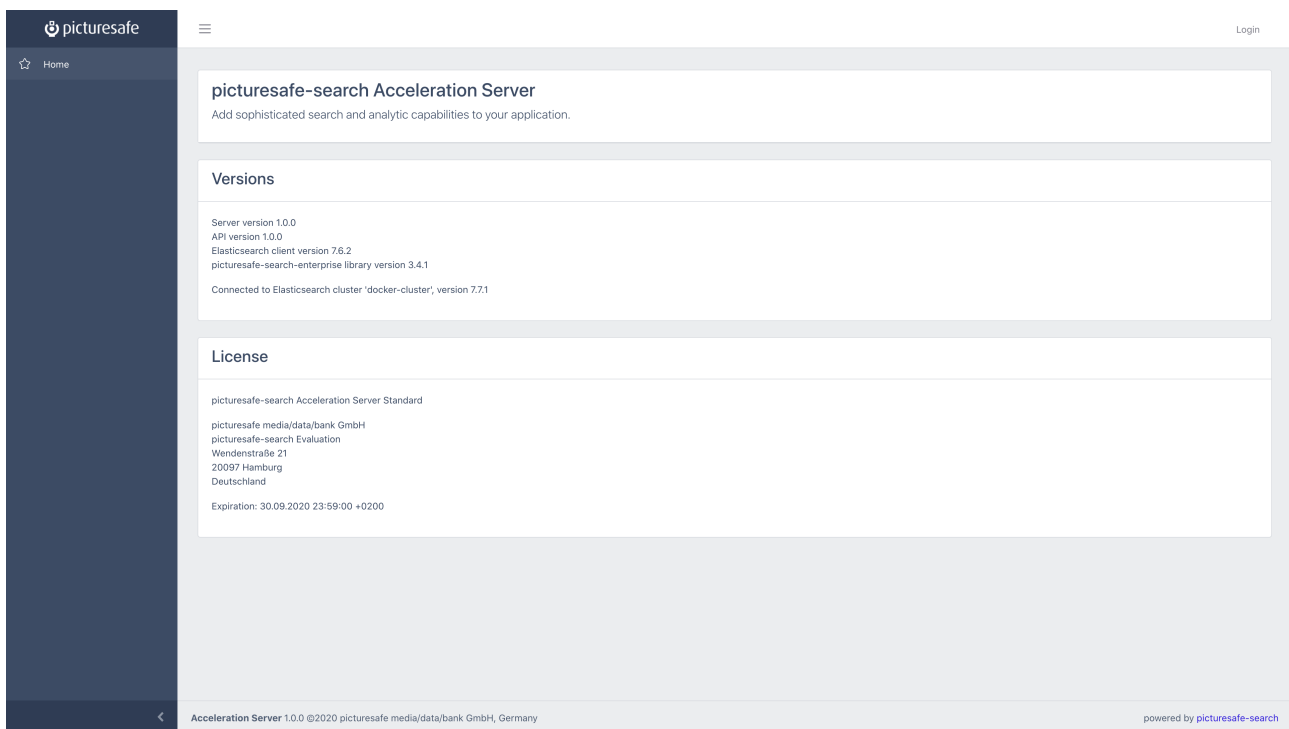 picturesafe
Login
Home
picturesafe-search Acceleration Server
Add sophisticated search and analytic capabilities to your application.
Versions
Server version 1.0.0
API version 1.0.0
Elasticsearch client version 7.6.2
picturesafe-search-enterprise library version 3.4.1
Connected to Elasticsearch cluster 'docker-cluster', version 7.7.1
License
picturesafe-search Acceleration Server Standard
picturesafe media/data/bank GmbH
picturesafe-search Evaluation
Wendenstraße 21
20097 Hamburg
Deutschland
Expiration: 30.09.2020 23:59:00 +0200
Acceleration Server 1.0.0 ©2020 picturesafe media/data/bank GmbH, Germany
powered by picturesafe-search